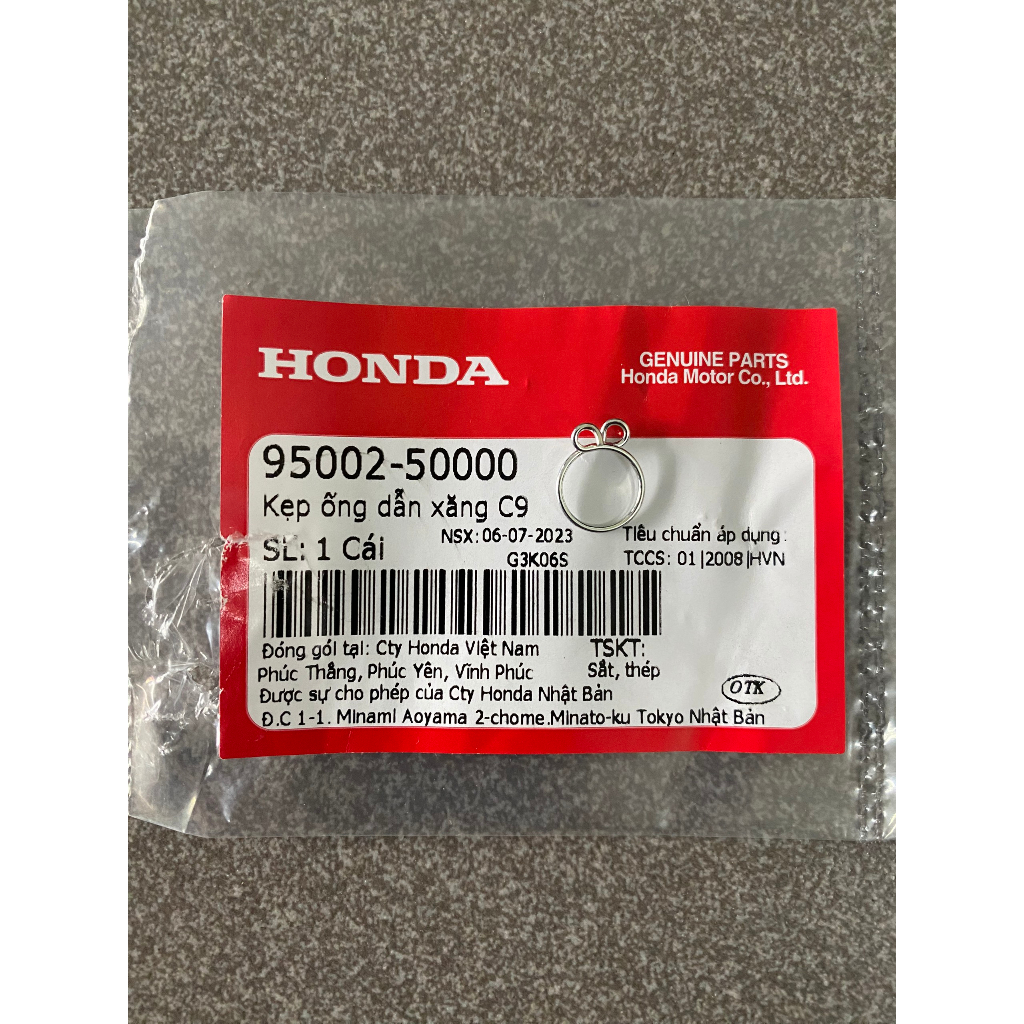 HONDA
GENUINE PARTS
Honda Motor Co., Ltd.
95002-50000
Kẹp ống dẫn xăng C9
NSX: 06-07-2023
Tiêu chuẩn áp dụng:
SL: 1 Cái
G3K06S
TCCS: 01|2008|HVN
Đóng gói tại: Cty Honda Việt Nam
TSKT:
Phúc Thắng, Phúc Yên, Vĩnh Phúc
Sắt, thép
Được sự cho phép của Cty Honda Nhật Bản
OTK
Đ.C 1-1. Minami Aoyama 2-chome.Minato-ku Tokyo Nhật Bản